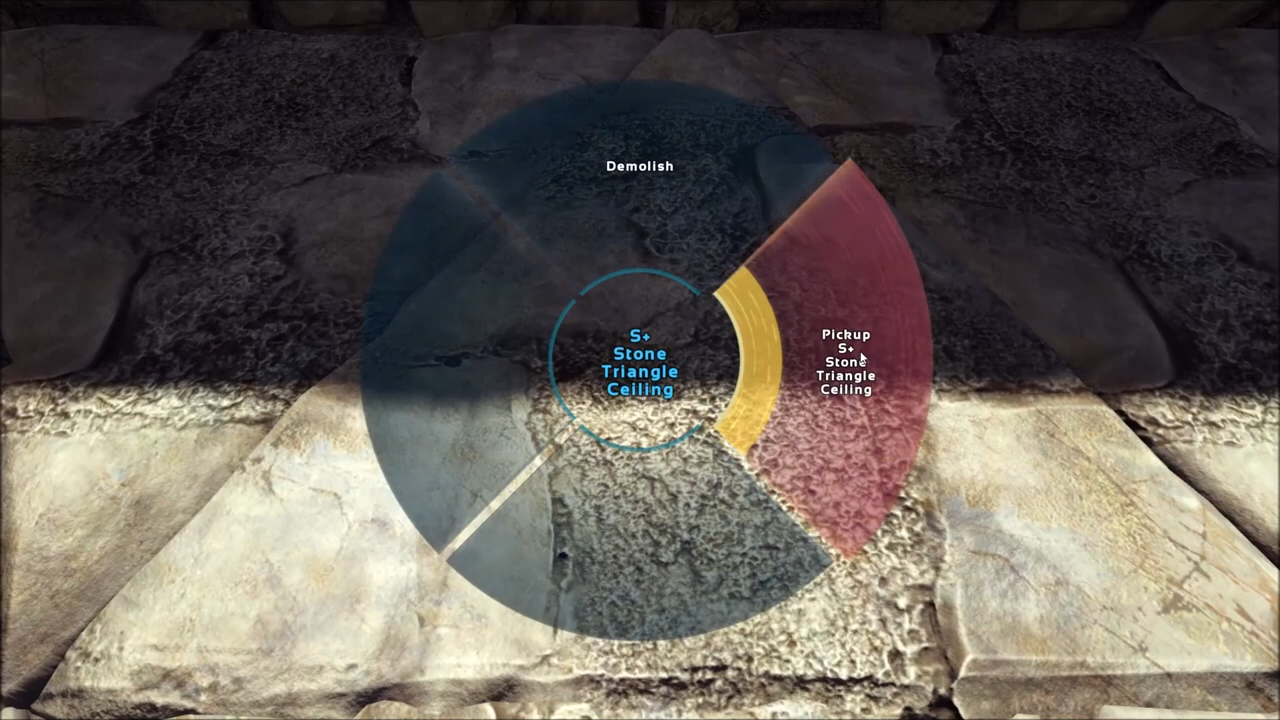 Demolish
S+
Stone
Triangle
Ceiling
Pickup
S+
Stone
Triangle
Ceiling